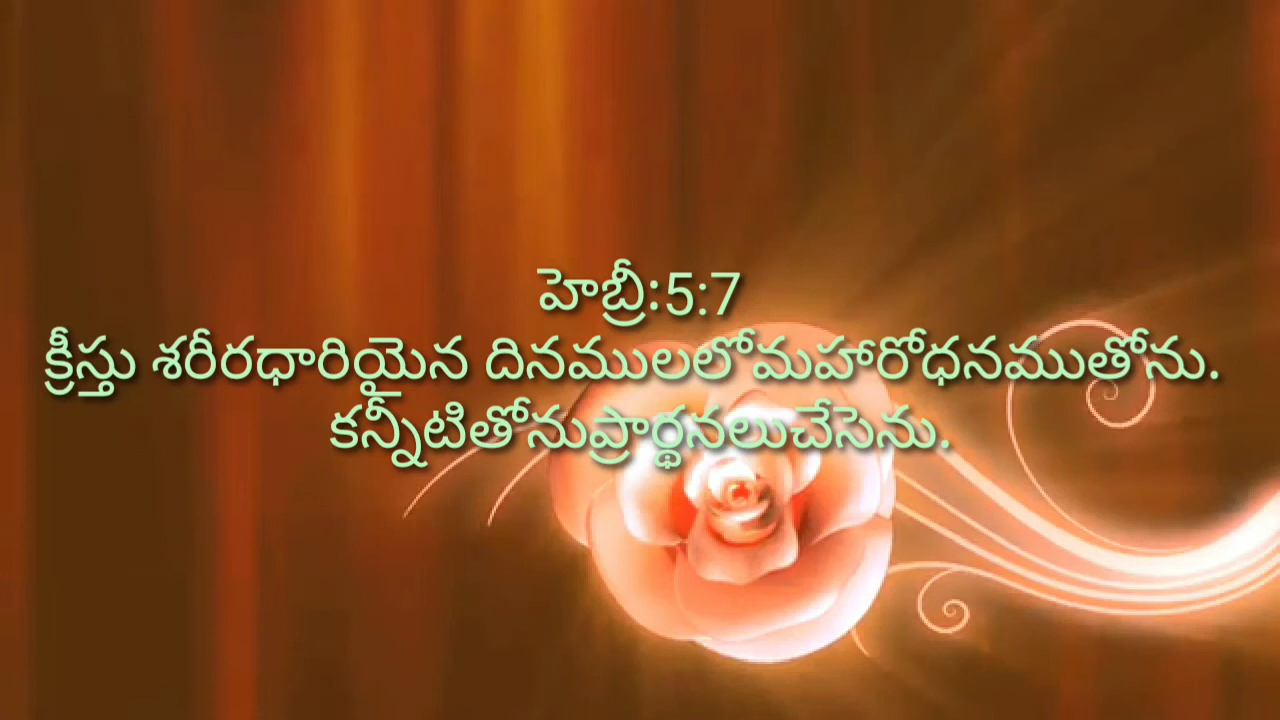 హెబ్రీ:5:7
క్రీస్తు శరీరధారియైన దినములలోమహారోధనముతోను.
కన్నీటితోనుప్రార్థనలుచేసెను.